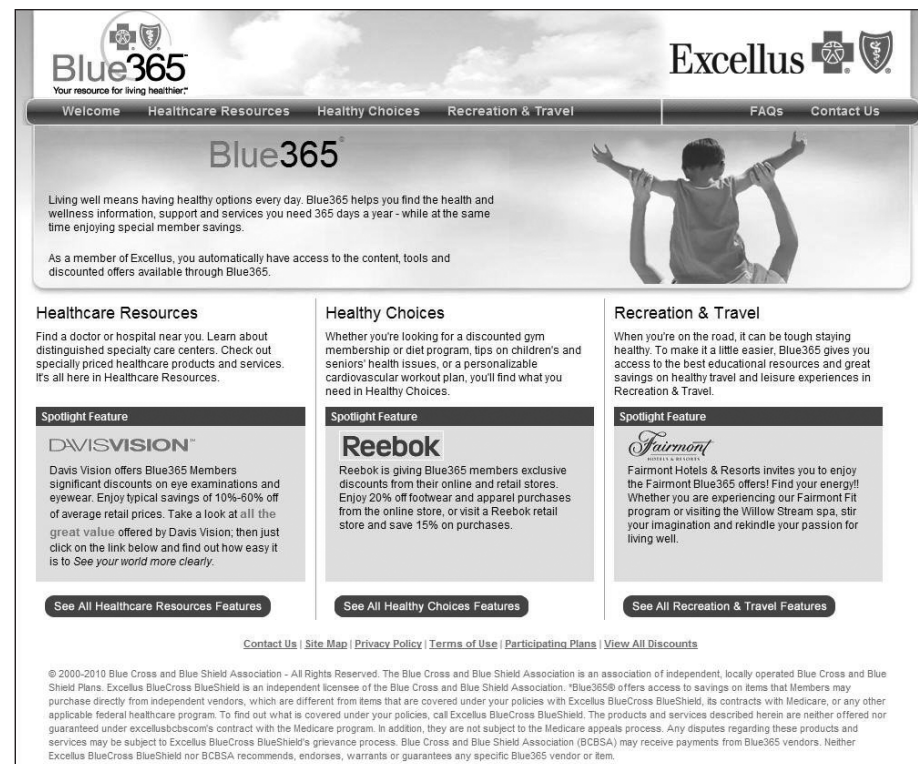 Blue365
Your resource for living healthier.℠
Excellus
Welcome Healthcare Resources Healthy Choices Recreation & Travel FAQs Contact Us
Blue365®
Living well means having healthy options every day. Blue365 helps you find the health and
wellness information, support and services you need 365 days a year - while at the same
time enjoying special member savings.
As a member of Excellus, you automatically have access to the content, tools and
discounted offers available through Blue365.
Healthcare Resources
Find a doctor or hospital near you. Learn about
distinguished specialty care centers. Check out
specially priced healthcare products and services.
It's all here in Healthcare Resources.
Spotlight Feature
DAVISVISION™
Davis Vision offers Blue365 Members
significant discounts on eye examinations and
eyewear. Enjoy typical savings of 10%-60% off
of average retail prices. Take a look at all the
great value offered by Davis Vision; then just
click on the link below and find out how easy it
is to See your world more clearly.
See All Healthcare Resources Features
Healthy Choices
Whether you're looking for a discounted gym
membership or diet program, tips on children's and
seniors' health issues, or a personalizable
cardiovascular workout plan, you'll find what you
need in Healthy Choices.
Spotlight Feature
Reebok
Reebok is giving Blue365 members exclusive
discounts from their online and retail stores.
Enjoy 20% off footwear and apparel purchases
from the online store, or visit a Reebok retail
store and save 15% on purchases.
See All Healthy Choices Features
Recreation & Travel
When you're on the road, it can be tough staying
healthy. To make it a little easier, Blue365 gives you
access to the best educational resources and great
savings on healthy travel and leisure experiences in
Recreation & Travel.
Spotlight Feature
Fairmont
HOTELS & RESORTS
Fairmont Hotels & Resorts invites you to enjoy
the Fairmont Blue365 offers! Find your energy!!
Whether you are experiencing our Fairmont Fit
program or visiting the Willow Stream spa, stir
your imagination and rekindle your passion for
living well.
See All Recreation & Travel Features
Contact Us | Site Map | Privacy Policy | Terms of Use | Participating Plans | View All Discounts
© 2000-2010 Blue Cross and Blue Shield Association - All Rights Reserved. The Blue Cross and Blue Shield Association is an association of independent, locally operated Blue Cross and Blue
Shield Plans. Excellus BlueCross BlueShield is an independent licensee of the Blue Cross and Blue Shield Association. *Blue365® offers access to savings on items that Members may
purchase directly from independent vendors, which are different from items that are covered under your policies with Excellus BlueCross BlueShield, its contracts with Medicare, or any other
applicable federal healthcare program. To find out what is covered under your policies, call Excellus BlueCross BlueShield. The products and services described herein are neither offered nor
guaranteed under excellusbcbscom's contract with the Medicare program. In addition, they are not subject to the Medicare appeals process. Any disputes regarding these products and
services may be subject to Excellus BlueCross BlueShield's grievance process. Blue Cross and Blue Shield Association (BCBSA) may receive payments from Blue365 vendors. Neither
Excellus BlueCross BlueShield nor BCBSA recommends, endorses, warrants or guarantees any specific Blue365 vendor or item.